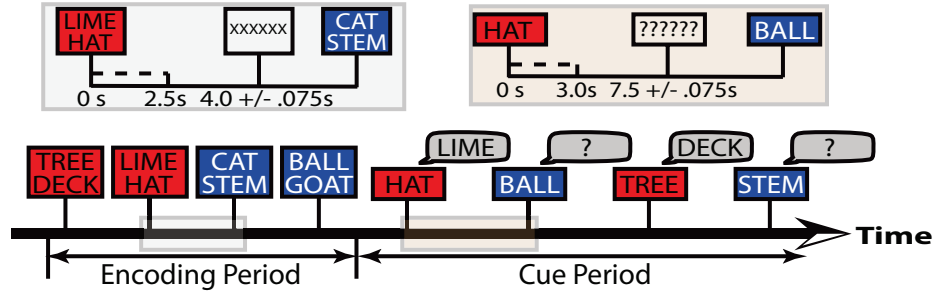 LIME
HAT
xxxxxx
CAT
STEM
0 s 2.5s 4.0 +/- .075s
HAT
??????
BALL
0 s 3.0s 7.5 +/- .075s
TREE
DECK
LIME
HAT
CAT
STEM
BALL
GOAT
LIME
HAT
?
BALL
DECK
TREE
?
STEM
Time
Encoding Period
Cue Period